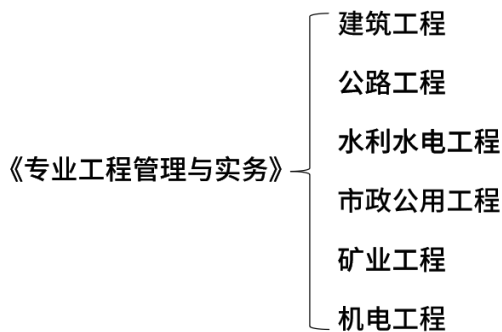 《专业工程管理与实务》
建筑工程
公路工程
水利水电工程
市政公用工程
矿业工程
机电工程